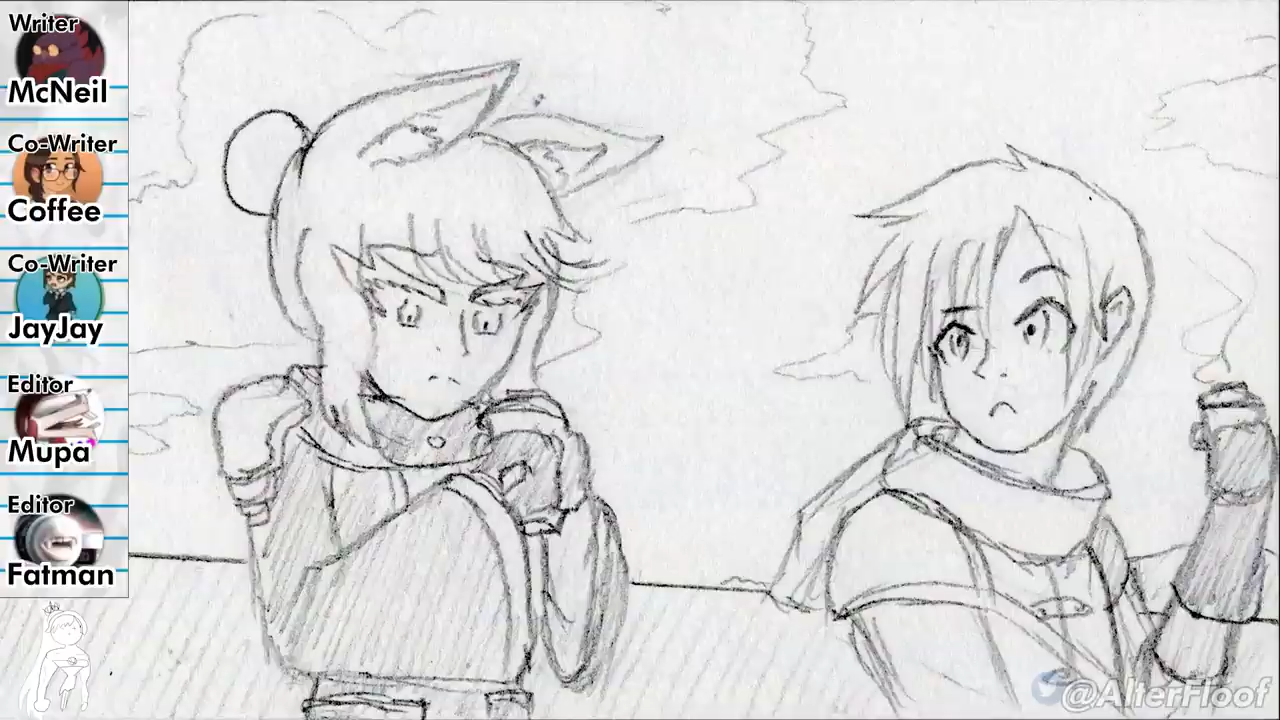 Writer
McNeil
Co-Writer
Coffee
Co-Writer
JayJay
Editor
Mupa
Editor
Fatman
@AlterFloof